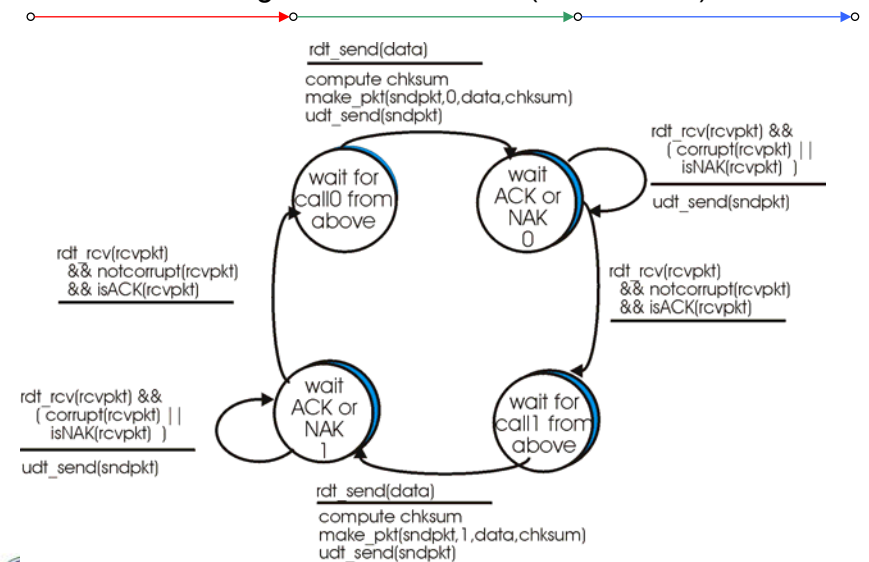 rdt_send(data)
compute chksum
make_pkt(sndpkt,0,data,chksum)
udt_send(sndpkt)
rdt_rcv(rcvpkt) &&
( corrupt(rcvpkt) ||
isNAK(rcvpkt) )
udt_send(sndpkt)
wait for
call0 from
above
wait
ACK or
NAK
0
rdt_rcv(rcvpkt)
&& notcorrupt(rcvpkt)
&& isACK(rcvpkt)
rdt_rcv(rcvpkt)
&& notcorrupt(rcvpkt)
&& isACK(rcvpkt)
rdt_rcv(rcvpkt) &&
( corrupt(rcvpkt) ||
isNAK(rcvpkt) )
udt_send(sndpkt)
wait
ACK or
NAK
1
wait for
call1 from
above
rdt_send(data)
compute chksum
make_pkt(sndpkt,1,data,chksum)
udt_send(sndpkt)